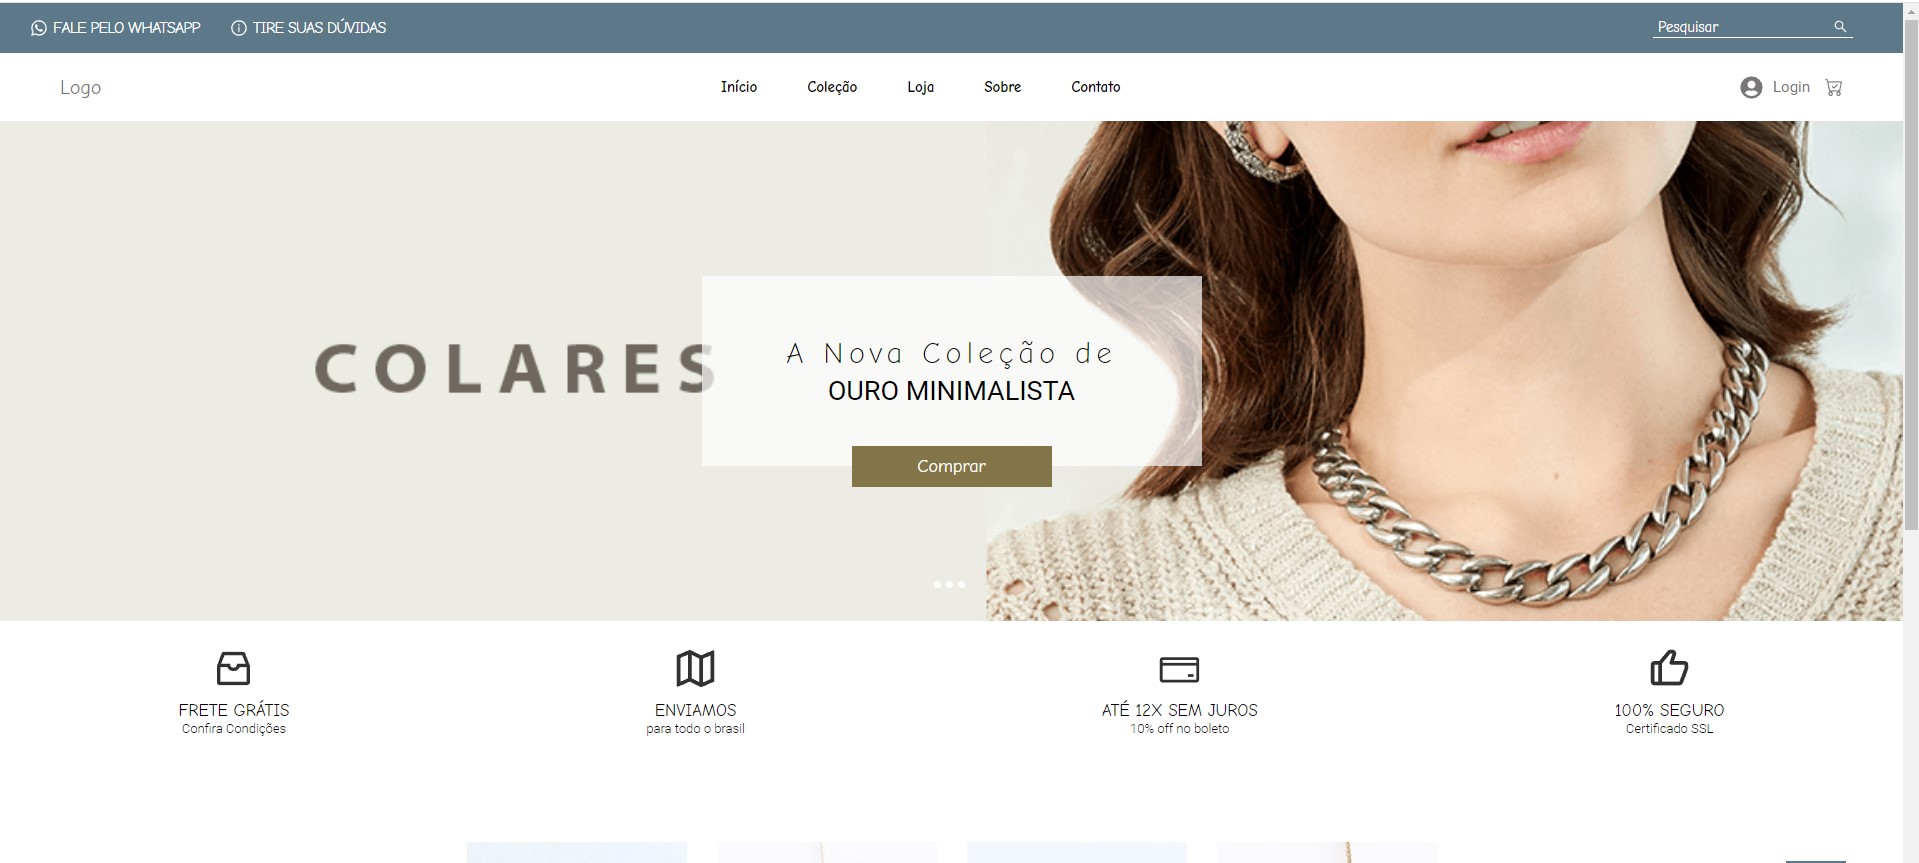 FALE PELO WHATSAPP
TIRE SUAS DÚVIDAS
Pesquisar
Logo
Início
Coleção
Loja
Sobre
Contato
Login
COLARES
A Nova Coleção de
OURO MINIMALISTA
Comprar
FRETE GRÁTIS
Confira Condições
ENVIAMOS
para todo o brasil
ATÉ 12X SEM JUROS
10% off no boleto
100% SEGURO
Certificado SSL